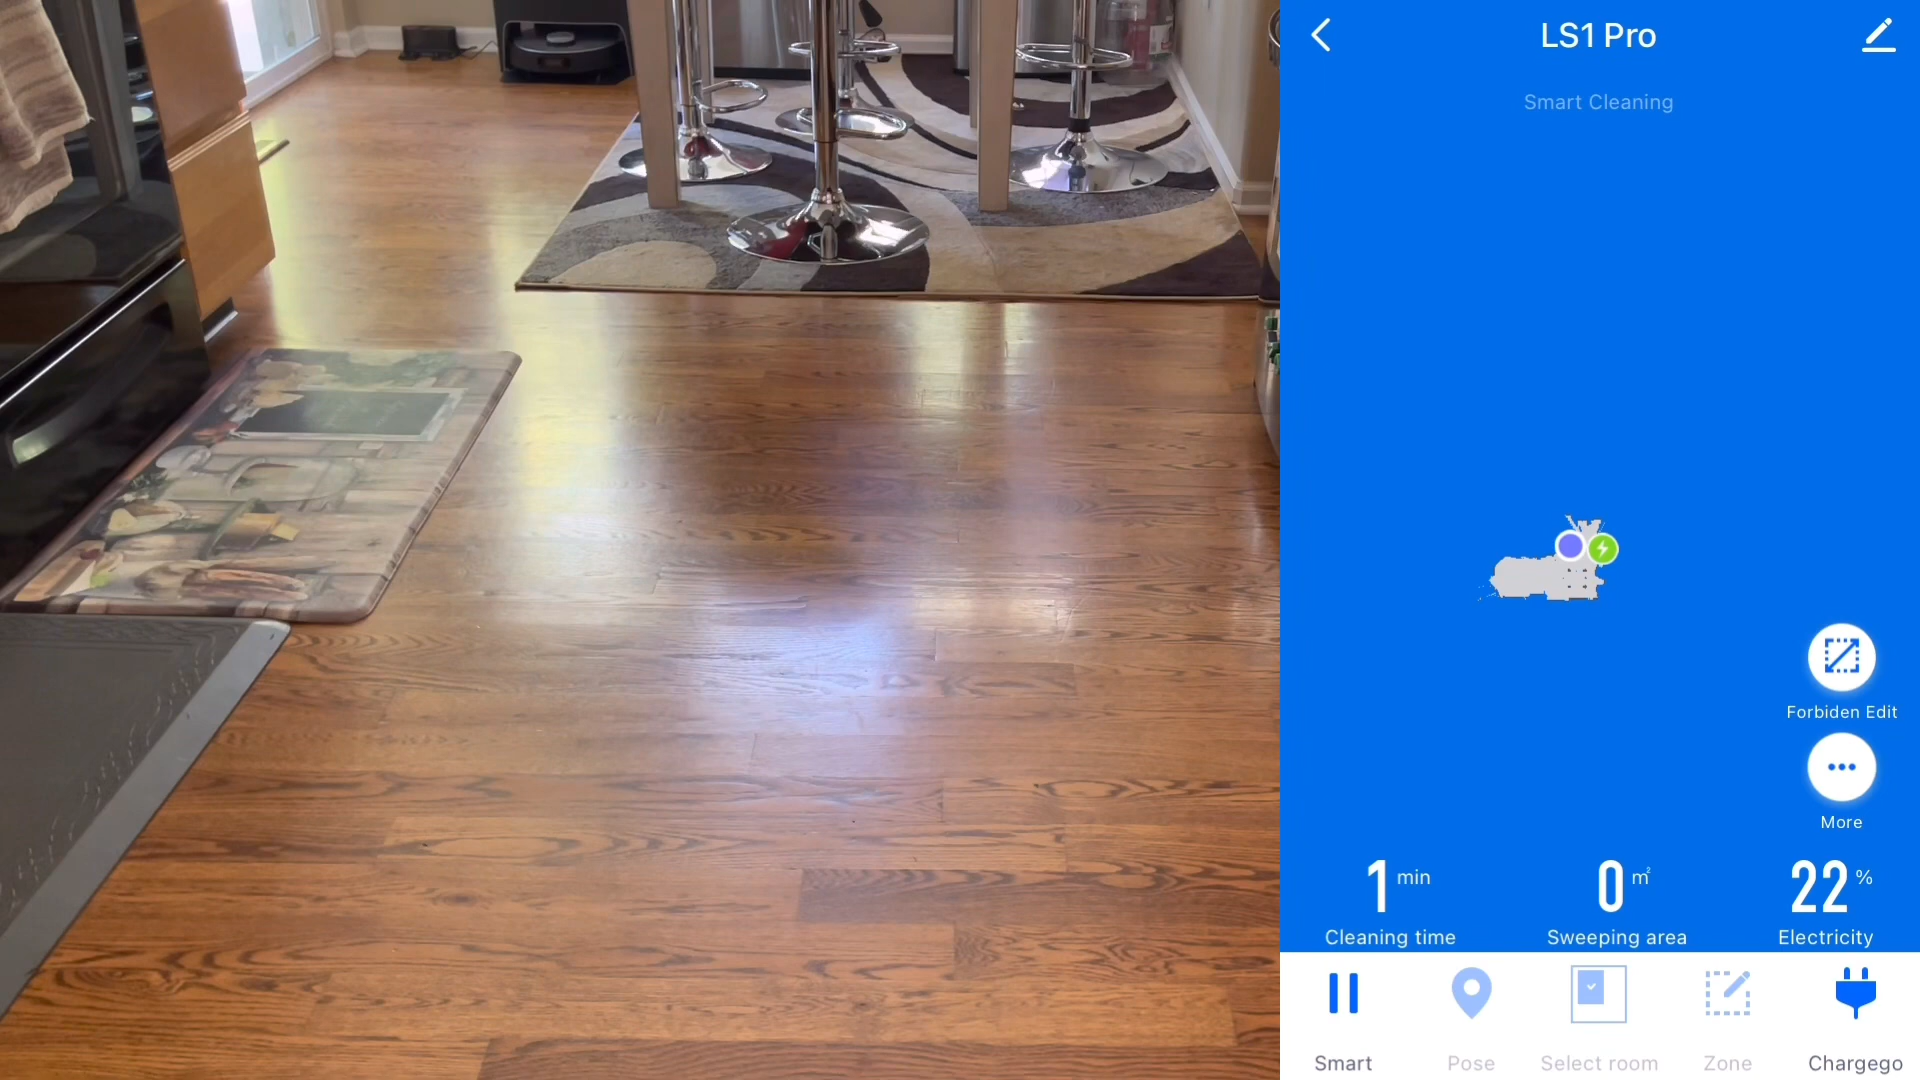 LS1 Pro
Smart Cleaning
Forbiden Edit
More
1 min
0 m²
22 %
Cleaning time
Sweeping area
Electricity
Smart
Pose
Select room
Zone
Chargego